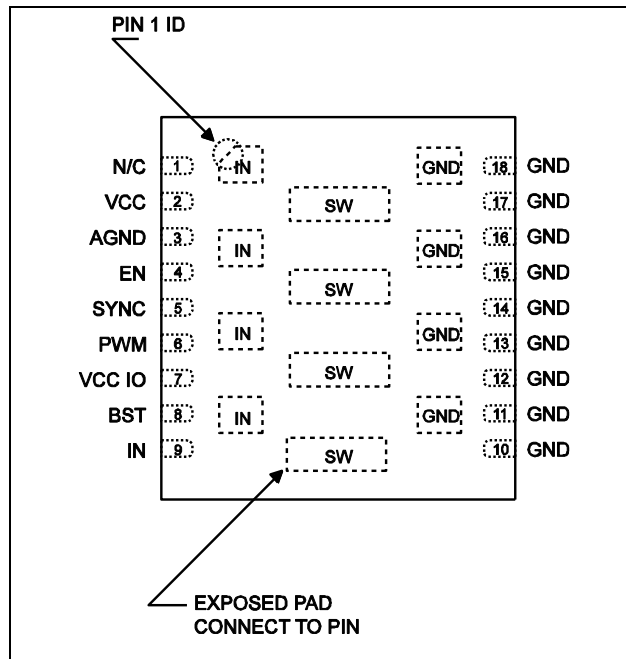 PIN 1 ID
N/C 1 IN GND 18 GND
VCC 2 SW 17 GND
AGND 3 IN GND 16 GND
EN 4 15 GND
SYNC 5 SW 14 GND
PWM 6 IN GND 13 GND
VCC IO 7 SW 12 GND
BST 8 IN GND 11 GND
IN 9 SW 10 GND
EXPOSED PAD
CONNECT TO PIN